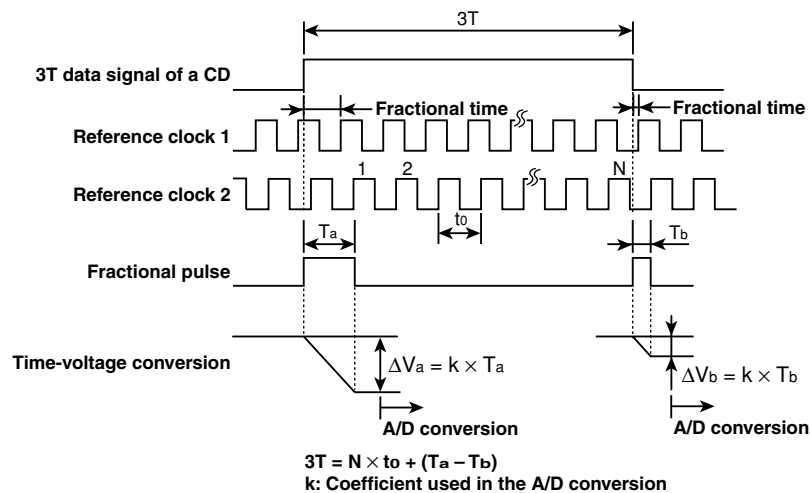 3T
3T data signal of a CD
Fractional time
Fractional time
Reference clock 1
1 2 N
Reference clock 2
t0
Ta
Tb
Fractional pulse
Time-voltage conversion
ΔVa = k × Ta
ΔVb = k × Tb
A/D conversion
A/D conversion
3T = N × t0 + (Ta – Tb)
k: Coefficient used in the A/D conversion